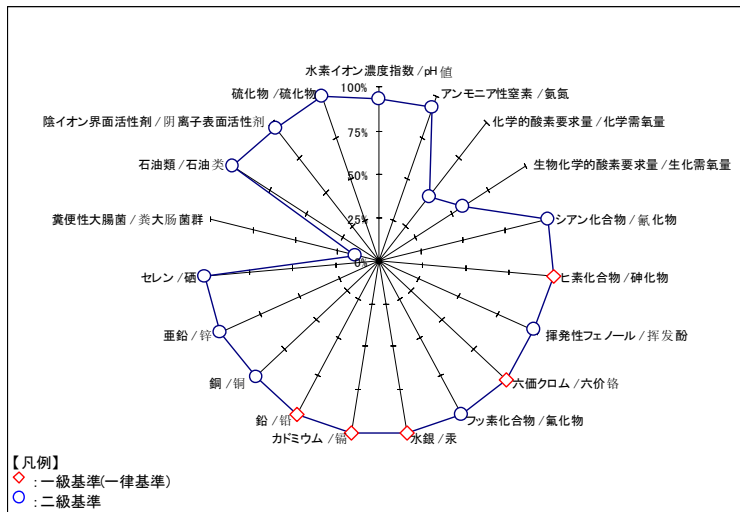 水素イオン濃度指数/pH値
アンモニア性窒素/氨氮
化学的酸素要求量/化学需氧量
生物化学的酸素要求量/生化需氧量
シアン化合物/氰化物
ヒ素化合物/砷化物
揮発性フェノール/挥发酚
六価クロム/六价铬
フッ素化合物/氟化物
水銀/汞
カドミウム/镉
鉛/铅
銅/铜
亜鉛/锌
セレン/硒
糞便性大腸菌/粪大肠菌群
石油類/石油类
陰イオン界面活性剤/阴离子表面活性剂
硫化物/硫化物
100%
75%
50%
25%
0%
【凡例】
:一級基準(一律基準)
:二級基準